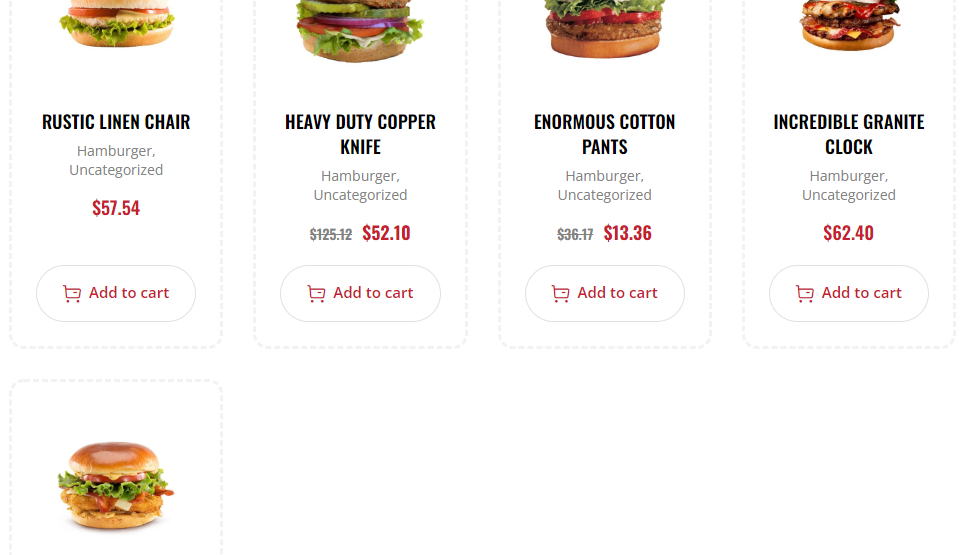 RUSTIC LINEN CHAIR
Hamburger,
Uncategorized
$57.54
Add to cart
HEAVY DUTY COPPER
KNIFE
Hamburger,
Uncategorized
$125.12 $52.10
Add to cart
ENORMOUS COTTON
PANTS
Hamburger,
Uncategorized
$36.17 $13.36
Add to cart
INCREDIBLE GRANITE
CLOCK
Hamburger,
Uncategorized
$62.40
Add to cart